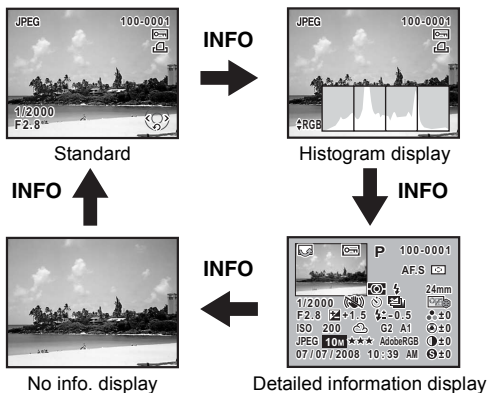 JPEG 100-0001
1/2000
F2.8
Standard
INFO
JPEG 100-0001
RGB
Histogram display
INFO
P 100-0001
AF.S
24mm
1/2000
F2.8 +1.5 -0.5 ±0
ISO 200 G2 A1 ±0
JPEG 10M ★★★ AdobeRGB ±0
07/07/2008 10:39 AM S±0
Detailed information display
INFO
No info. display
INFO